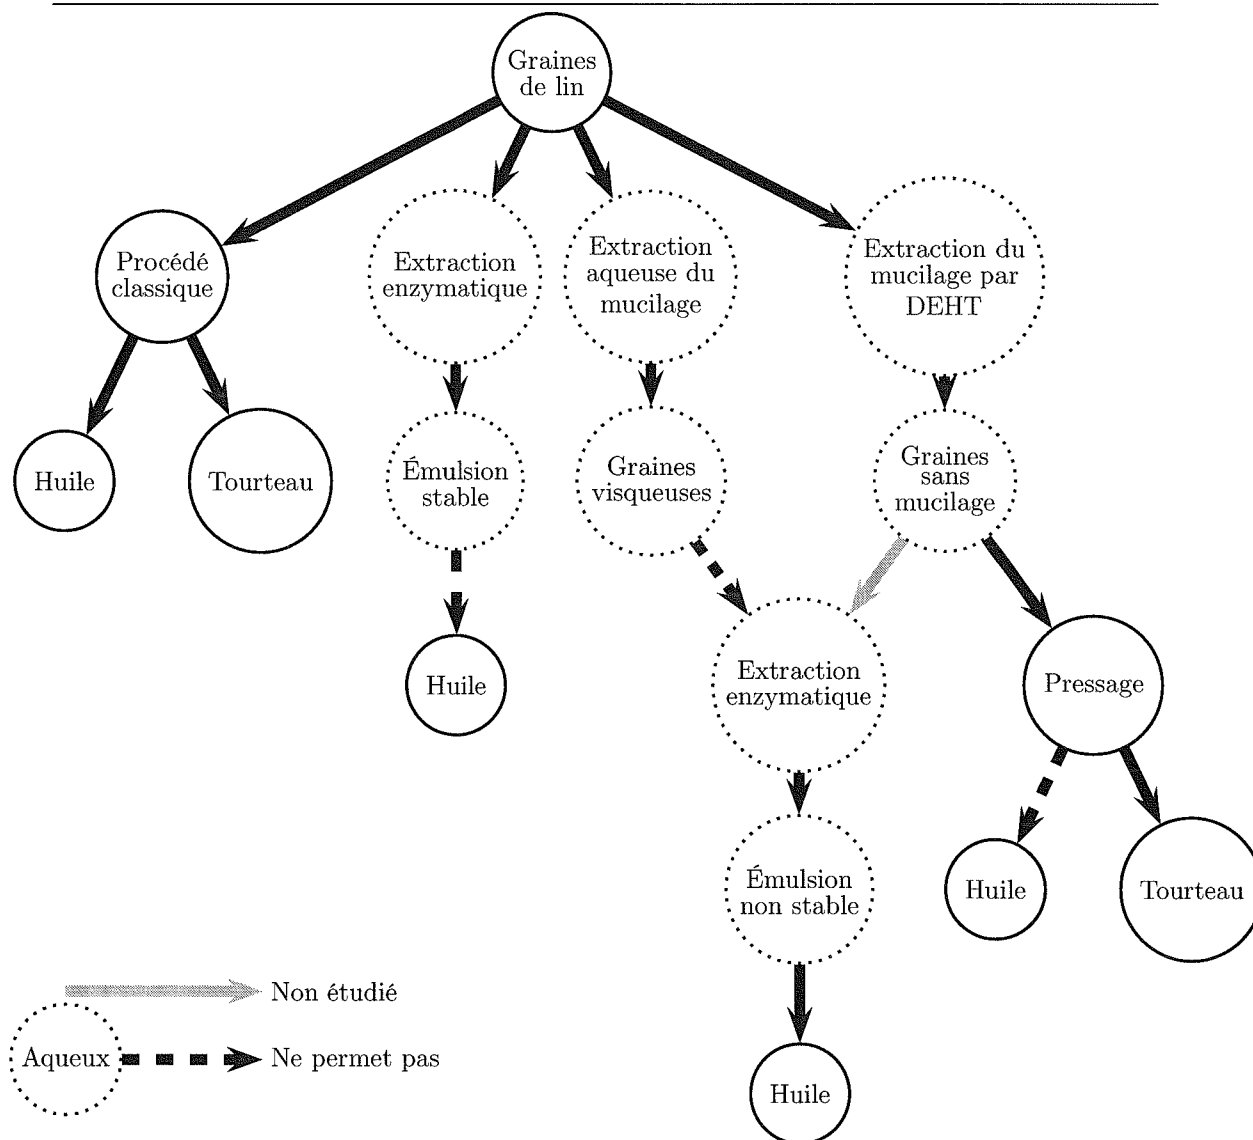 Graines
de lin
Procédé
classique
Extraction
enzymatique
Extraction
aqueuse du
mucilage
Extraction du
mucilage par
DEHT
Huile
Tourteau
Émulsion
stable
Graines
visqueuses
Graines
sans
mucilage
Huile
Extraction
enzymatique
Pressage
Émulsion
non stable
Huile
Tourteau
Non étudié
Aqueux
Ne permet pas
Huile